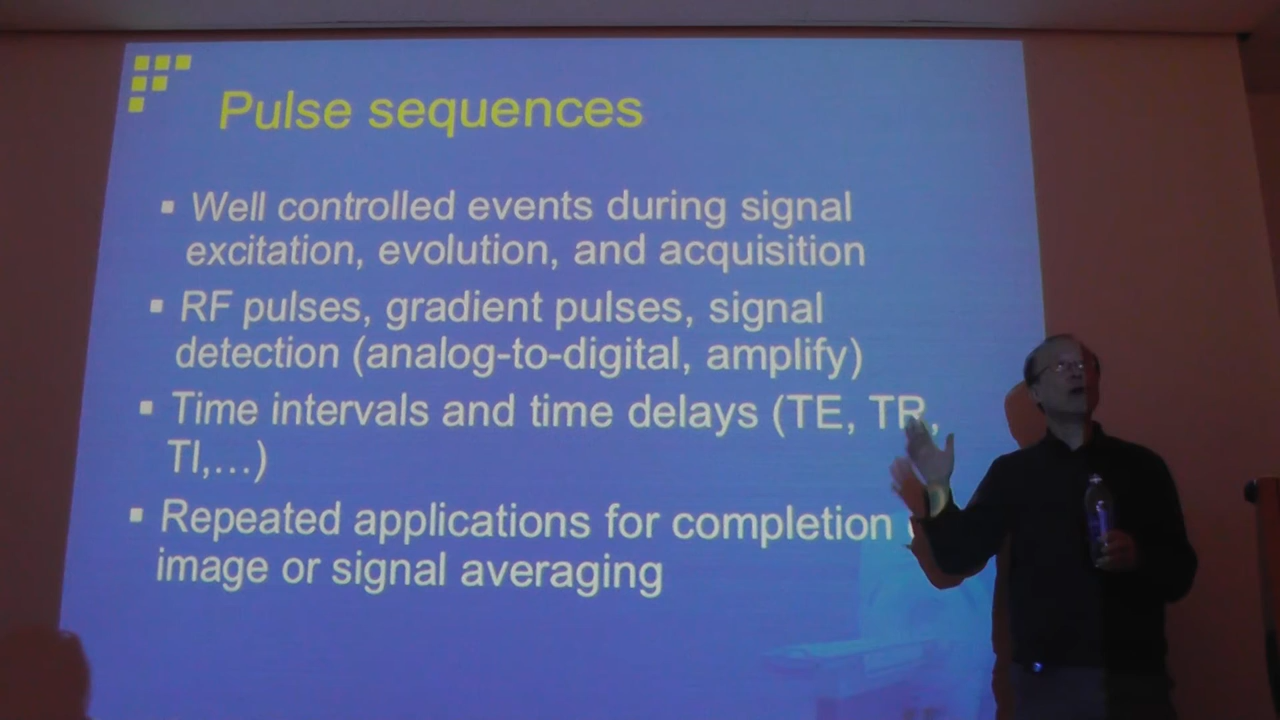 Pulse sequences
Well controlled events during signal
excitation, evolution, and acquisition
RF pulses, gradient pulses, signal
detection (analog-to-digital, amplify)
Time intervals and time delays (TE, TR,
TI,...)
Repeated applications for completion
image or signal averaging